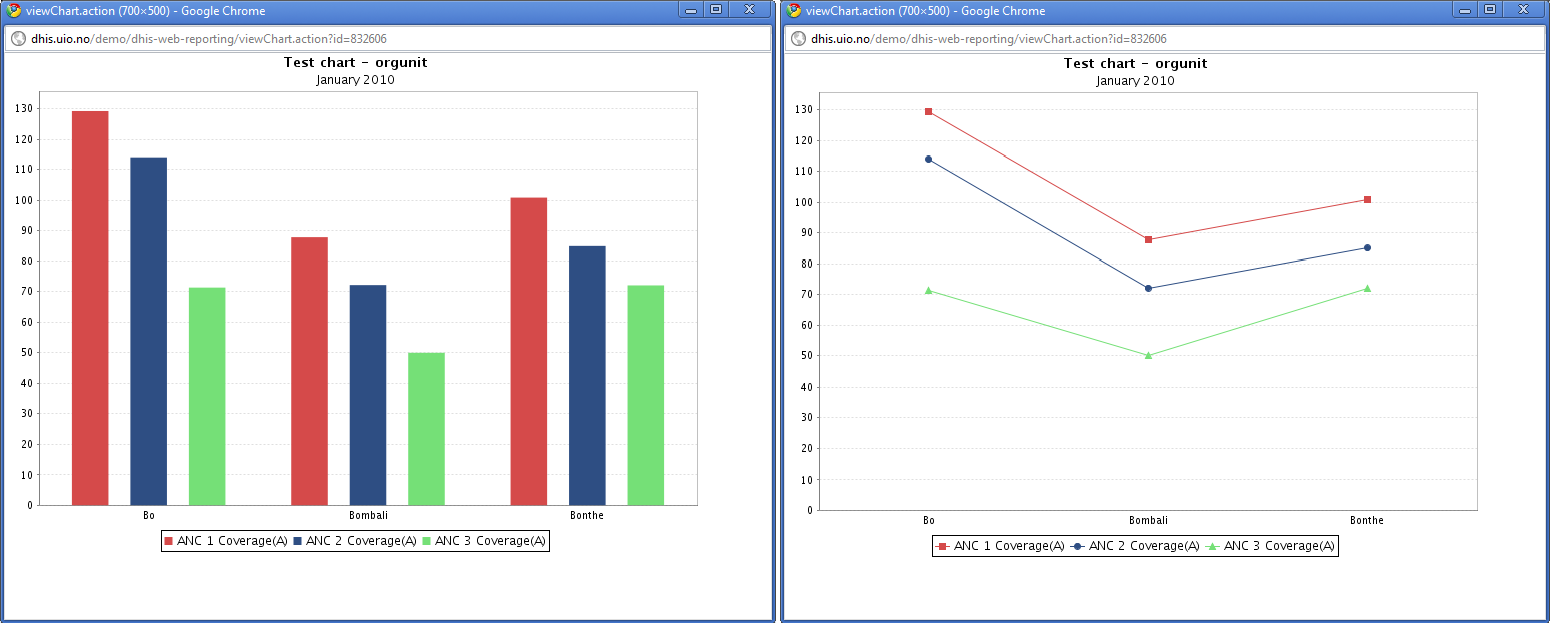 viewChart.action (700×500) - Google Chrome
dhis.uio.no/demo/dhis-web-reporting/viewChart.action?id=832606
Test chart - orgunit
January 2010
130
120
110
100
90
80
70
60
50
40
30
20
10
0
Bo Bombali Bonthe
ANC 1 Coverage(A) ANC 2 Coverage(A) ANC 3 Coverage(A)
viewChart.action (700×500) - Google Chrome
dhis.uio.no/demo/dhis-web-reporting/viewChart.action?id=832606
Test chart - orgunit
January 2010
130
120
110
100
90
80
70
60
50
40
30
20
10
0
Bo Bombali Bonthe
ANC 1 Coverage(A) ANC 2 Coverage(A) ANC 3 Coverage(A)